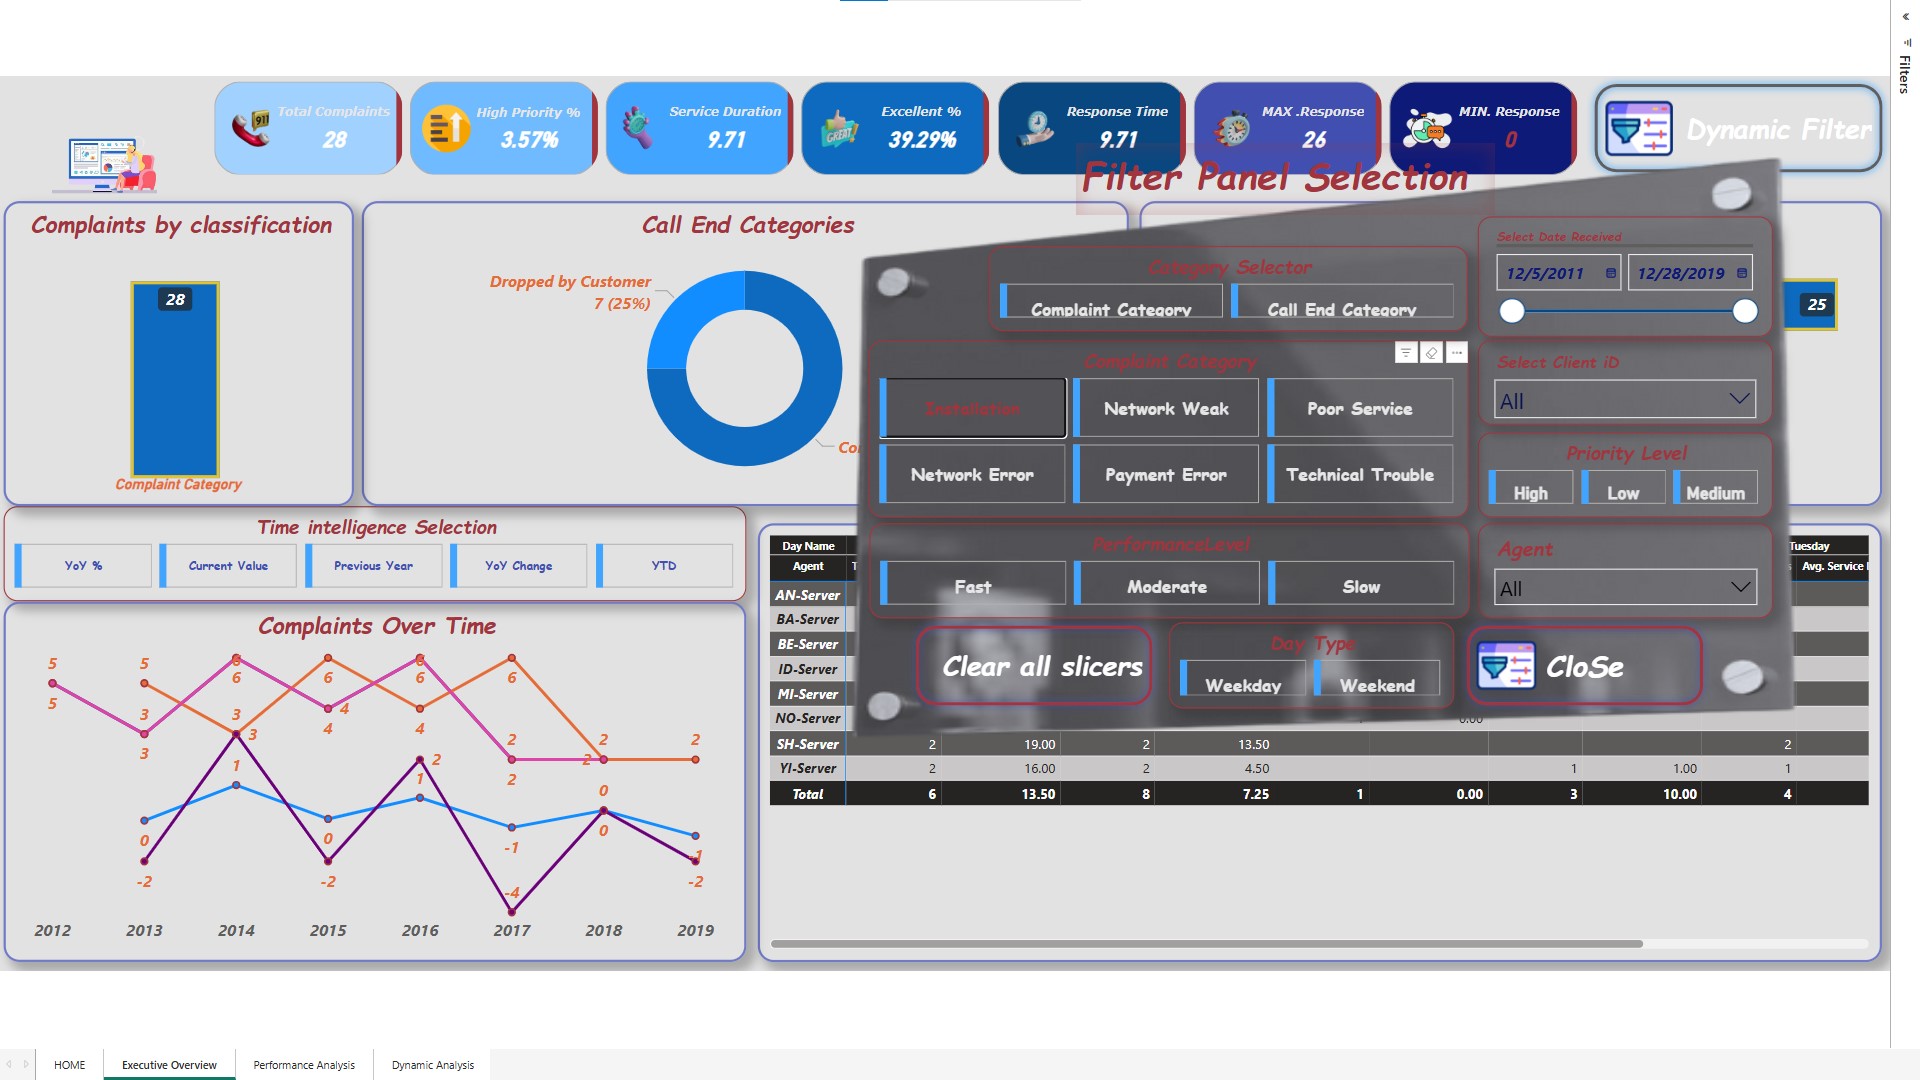 Filters
Total Complaints
28
High Priority %
3.57%
Service Duration
9.71
Excellent %
39.29%
Response Time
9.71
MAX .Response
26
MIN. Response
0
Dynamic Filter
911
GREAT!
Filter Panel Selection
Complaints by classification
28
Complaint Category
Call End Categories
Dropped by Customer
7 (25%)
25
Category Selector
Complaint Category
Call End Category
Select Date Received
12/5/2011
12/28/2019
Complaint Category
Installation
Network Weak
Poor Service
Network Error
Payment Error
Technical Trouble
Select Client iD
All
Priority Level
High
Low
Medium
PerformanceLevel
Fast
Moderate
Slow
Agent
All
Clear all slicers
Day Type
Weekday
Weekend
CloSe
Time intelligence Selection
YoY %
Current Value
Previous Year
YoY Change
YTD
Complaints Over Time
5 5 6 6 6 6 2 2 2
5 3 3 3 4 4 4 2 2
3 1 0 2 1 2 -1 0 0
0 -2 -2 -4 -1 -2
2012 2013 2014 2015 2016 2017 2018 2019
Day Name Tuesday
Agent Avg. Service
AN-Server
BA-Server
BE-Server
ID-Server
MI-Server
NO-Server 0.00
SH-Server 2 19.00 2 13.50 2
YI-Server 2 16.00 2 4.50 1 1.00 1
Total 6 13.50 8 7.25 1 0.00 3 10.00 4
HOME
Executive Overview
Performance Analysis
Dynamic Analysis